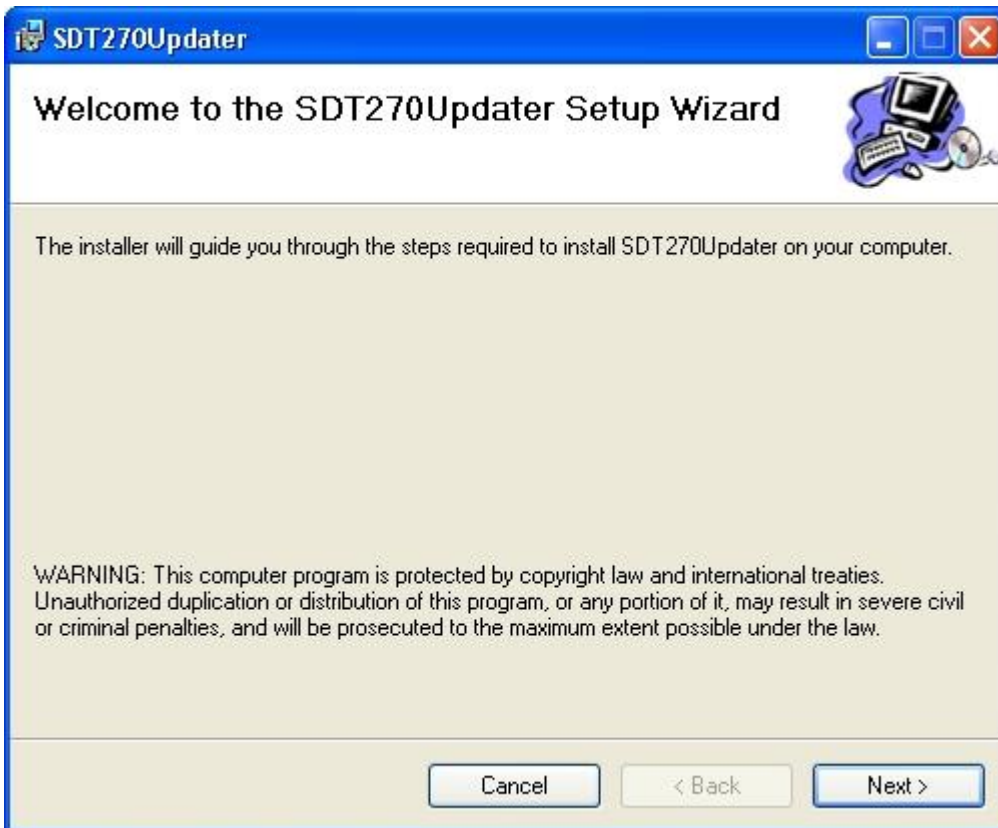 SDT270Updater
Welcome to the SDT270Updater Setup Wizard
The installer will guide you through the steps required to install SDT270Updater on your computer.
WARNING: This computer program is protected by copyright law and international treaties.
Unauthorized duplication or distribution of this program, or any portion of it, may result in severe civil
or criminal penalties, and will be prosecuted to the maximum extent possible under the law.
Cancel
< Back
Next >